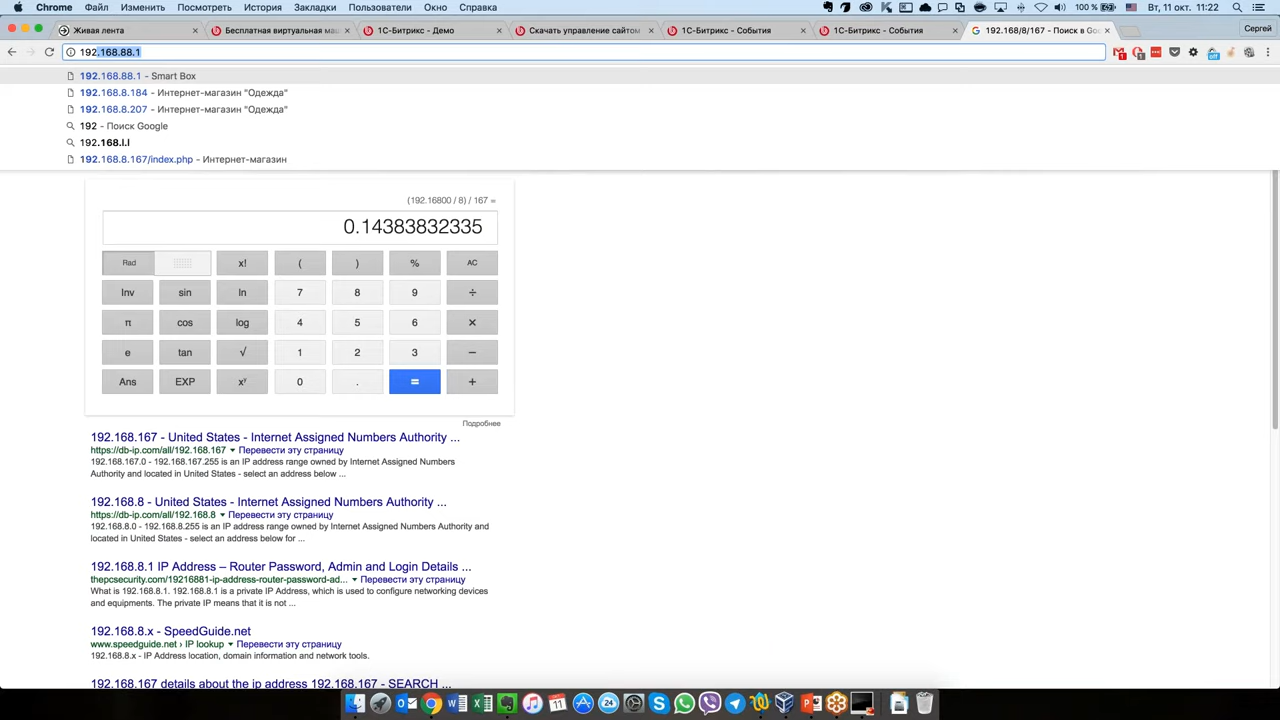 Chrome Файл Изменить Посмотреть История Закладки Пользователи Окно Справка 100 % Вт, 11 окт. 11:22
Живая лента × Бесплатная виртуальная маш × 1С-Битрикс - Демо × Скачать управление сайтом × 1С-Битрикс - События × 1С-Битрикс - События × 192.168/8/167 - Поиск в Goo × Сергей
192.168.88.1
192.168.88.1 - Smart Box
192.168.8.184 - Интернет-магазин "Одежда"
192.168.8.207 - Интернет-магазин "Одежда"
192 - Поиск Google
192.168.l.l
192.168.8.167/index.php - Интернет-магазин
(192.16800 / 8) / 167 =
0.14383832335
Rad x! ( ) % AC
Inv sin ln 7 8 9 ÷
π cos log 4 5 6 ×
e tan √ 1 2 3 −
Ans EXP xʸ 0 . = +
Подробнее
192.168.167 - United States - Internet Assigned Numbers Authority ...
https://db-ip.com/all/192.168.167 ▾ Перевести эту страницу
192.168.167.0 - 192.168.167.255 is an IP address range owned by Internet Assigned Numbers
Authority and located in United States - select an address below ...
192.168.8 - United States - Internet Assigned Numbers Authority ...
https://db-ip.com/all/192.168.8 ▾ Перевести эту страницу
192.168.8.0 - 192.168.8.255 is an IP address range owned by Internet Assigned Numbers Authority and
located in United States - select an address below for ...
192.168.8.1 IP Address – Router Password, Admin and Login Details ...
thepcsecurity.com/19216881-ip-address-router-password-ad... ▾ Перевести эту страницу
What is 192.168.8.1. 192.168.8.1 is a private IP Address, which is used to configure networking devices
and equipments. The private IP means that it is not ...
192.168.8.x - SpeedGuide.net
www.speedguide.net › IP lookup ▾ Перевести эту страницу
192.168.8.x - IP Address location, domain information and network tools.
192.168.167 details about the ip address 192.168.167 - SEARCH ...